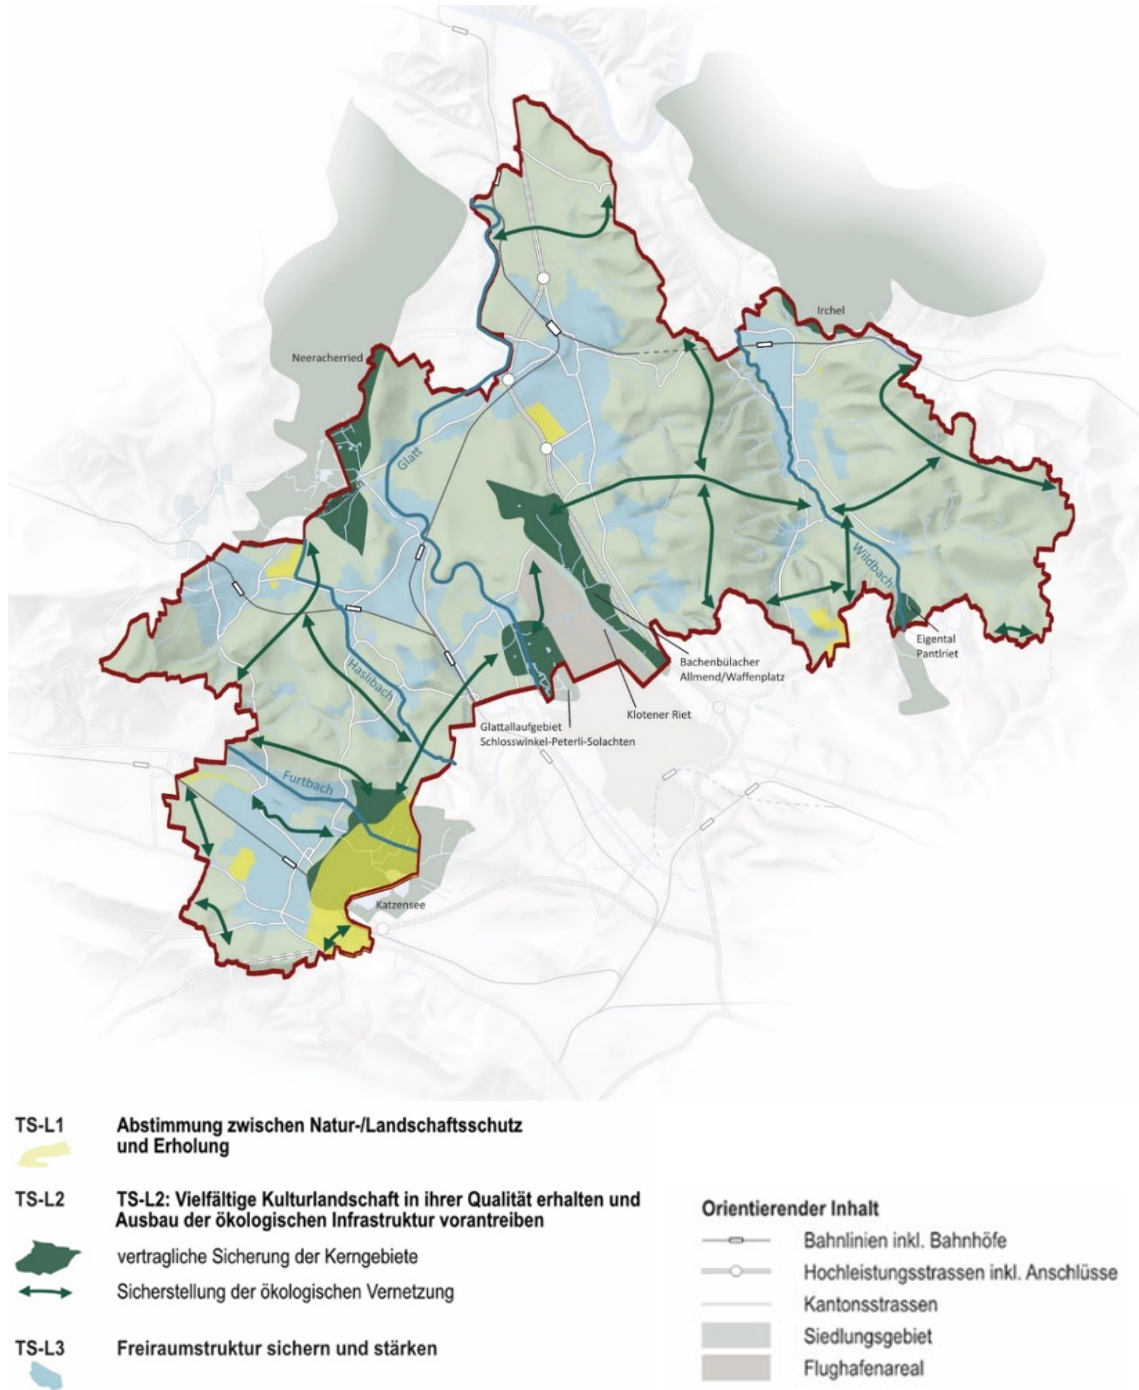 Irchel
Neeracherried
Glatt
Wildbach
Eigental
Pantlriet
Bachenbülacher
Allmend/Waffenplatz
Haslibach
Klotener Riet
Glattallaufgebiet
Schlosswinkel-Peterli-Solachten
Furtbach
Katzensee
TS-L1 Abstimmung zwischen Natur-/Landschaftsschutz
und Erholung
TS-L2 TS-L2: Vielfältige Kulturlandschaft in ihrer Qualität erhalten und
Ausbau der ökologischen Infrastruktur vorantreiben
vertragliche Sicherung der Kerngebiete
Sicherstellung der ökologischen Vernetzung
TS-L3 Freiraumstruktur sichern und stärken
Orientierender Inhalt
Bahnlinien inkl. Bahnhöfe
Hochleistungsstrassen inkl. Anschlüsse
Kantonsstrassen
Siedlungsgebiet
Flughafenareal